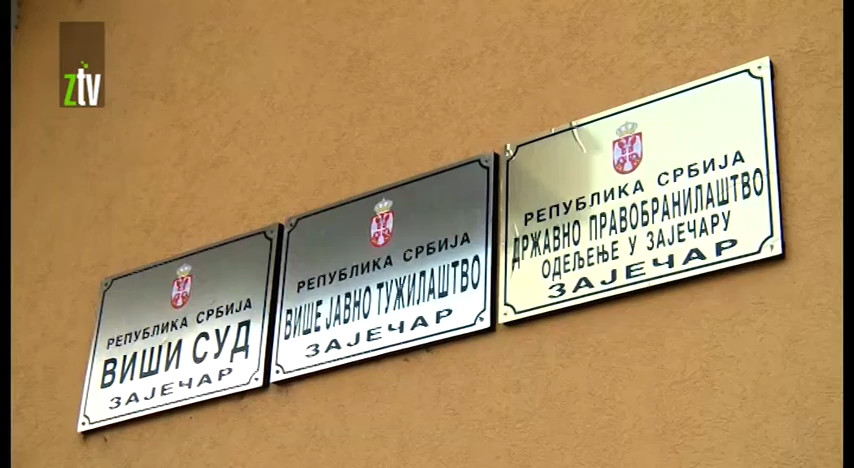 ztv
РЕПУБЛИКА СРБИЈА
ВИШИ СУД
ЗАЈЕЧАР
РЕПУБЛИКА СРБИЈА
ВИШЕ ЈАВНО ТУЖИЛАШТВО
ЗАЈЕЧАР
РЕПУБЛИКА СРБИЈА
ДРЖАВНО ПРАВОБРАНИЛАШТВО
ОДЕЉЕЊЕ У ЗАЈЕЧАРУ
ЗАЈЕЧАР